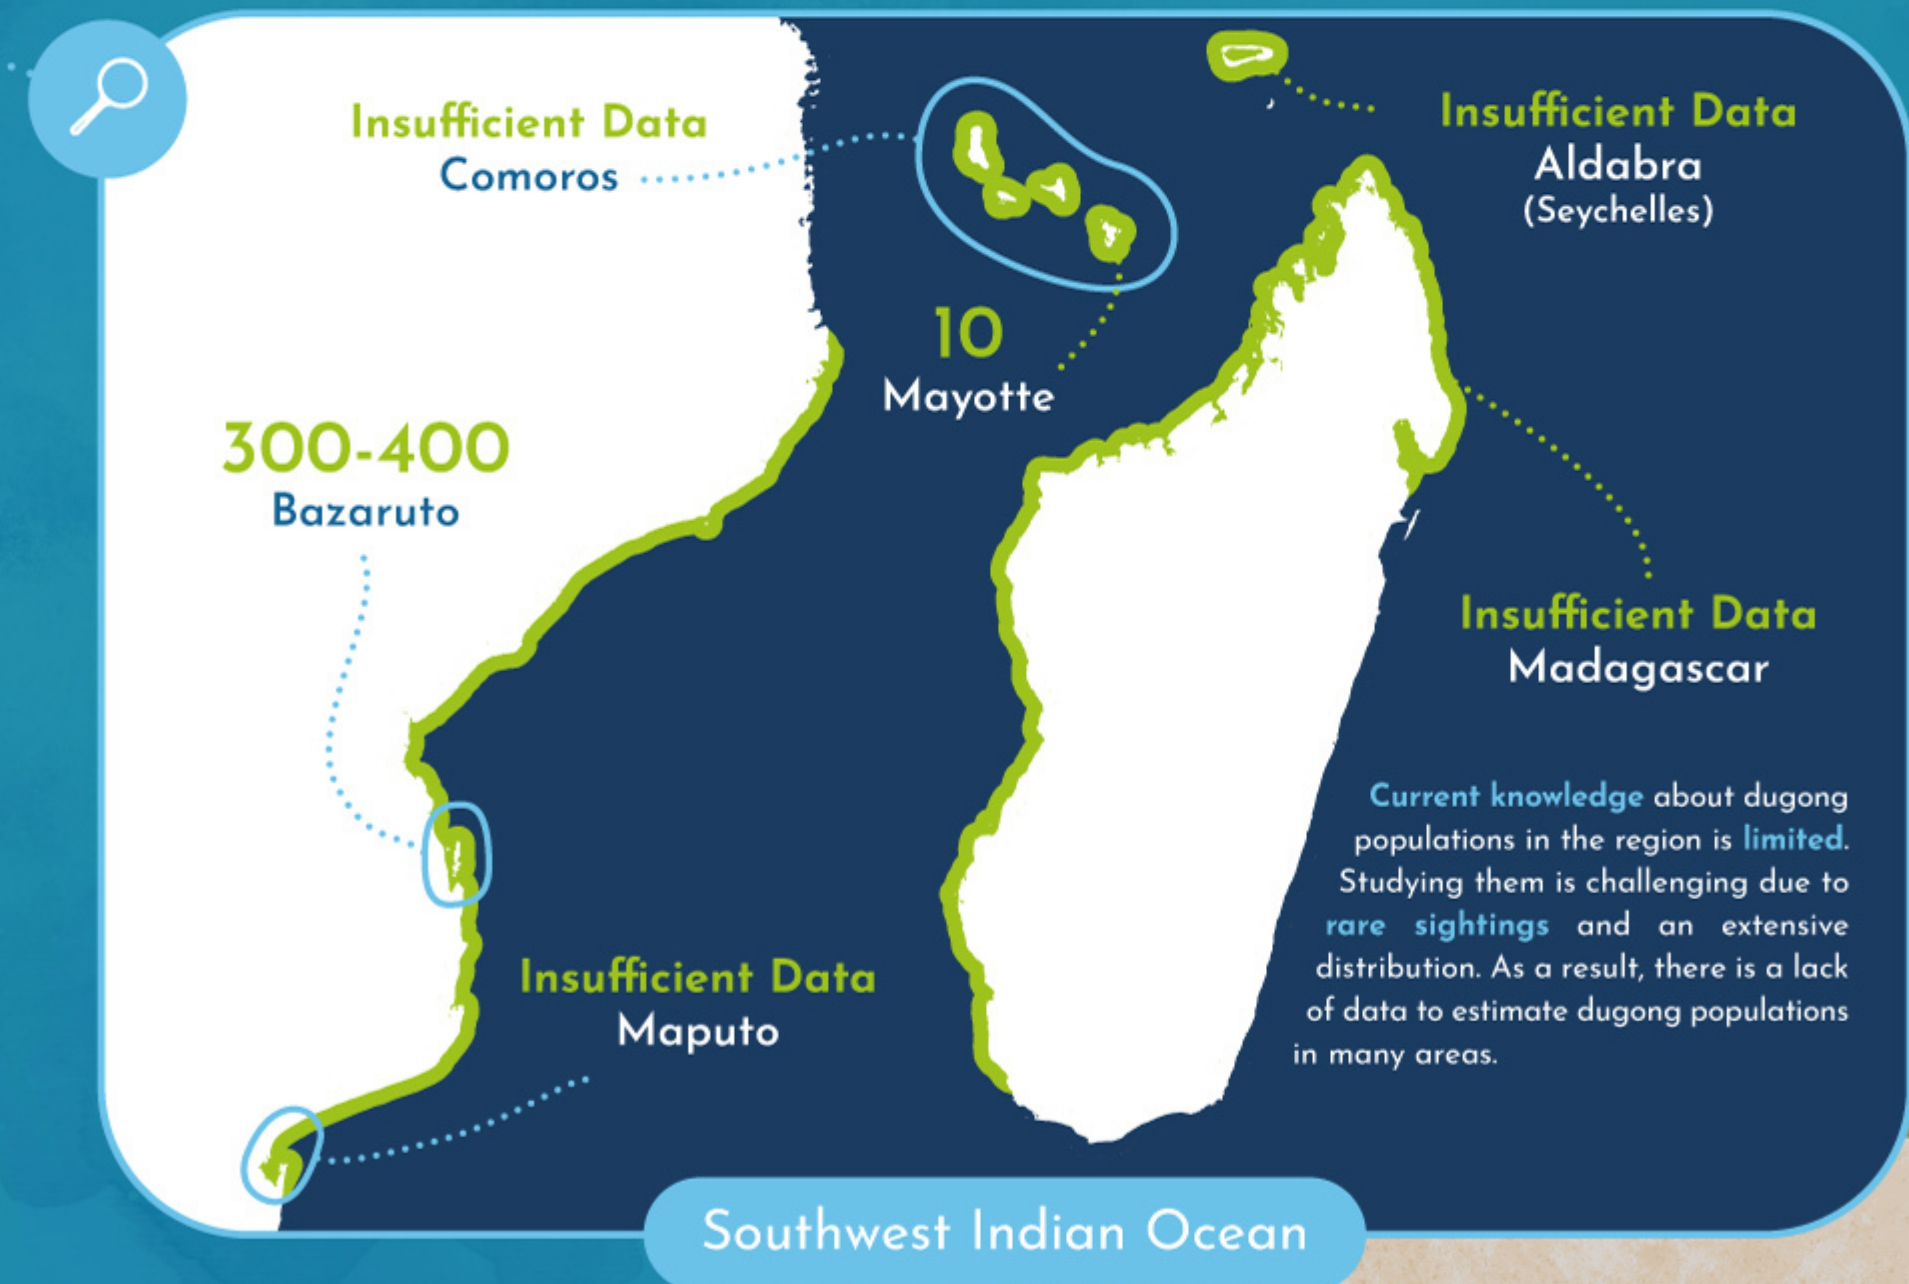 Insufficient Data
Comoros
Insufficient Data
Aldabra
(Seychelles)
10
Mayotte
300-400
Bazaruto
Insufficient Data
Madagascar
Current knowledge about dugong
populations in the region is limited.
Studying them is challenging due to
rare sightings and an extensive
distribution. As a result, there is a lack
of data to estimate dugong populations
in many areas.
Insufficient Data
Maputo
Southwest Indian Ocean